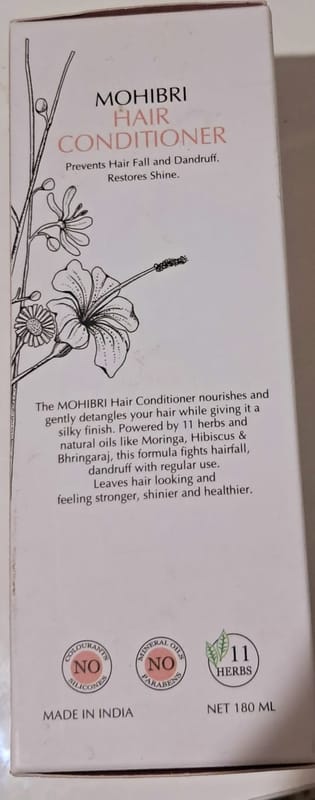 MOHIBRI
HAIR
CONDITIONER
Prevents Hair Fall and Dandruff.
Restores Shine.
The MOHIBRI Hair Conditioner nourishes and
gently detangles your hair while giving it a
silky finish. Powered by 11 herbs and
natural oils like Moringa, Hibiscus &
Bhringaraj, this formula fights hairfall,
dandruff with regular use.
Leaves hair looking and
feeling stronger, shinier and healthier.
COLOURANTS
NO
SILICONES
MINERAL OILS
NO
PARABENS
11
HERBS
MADE IN INDIA
NET 180 ML